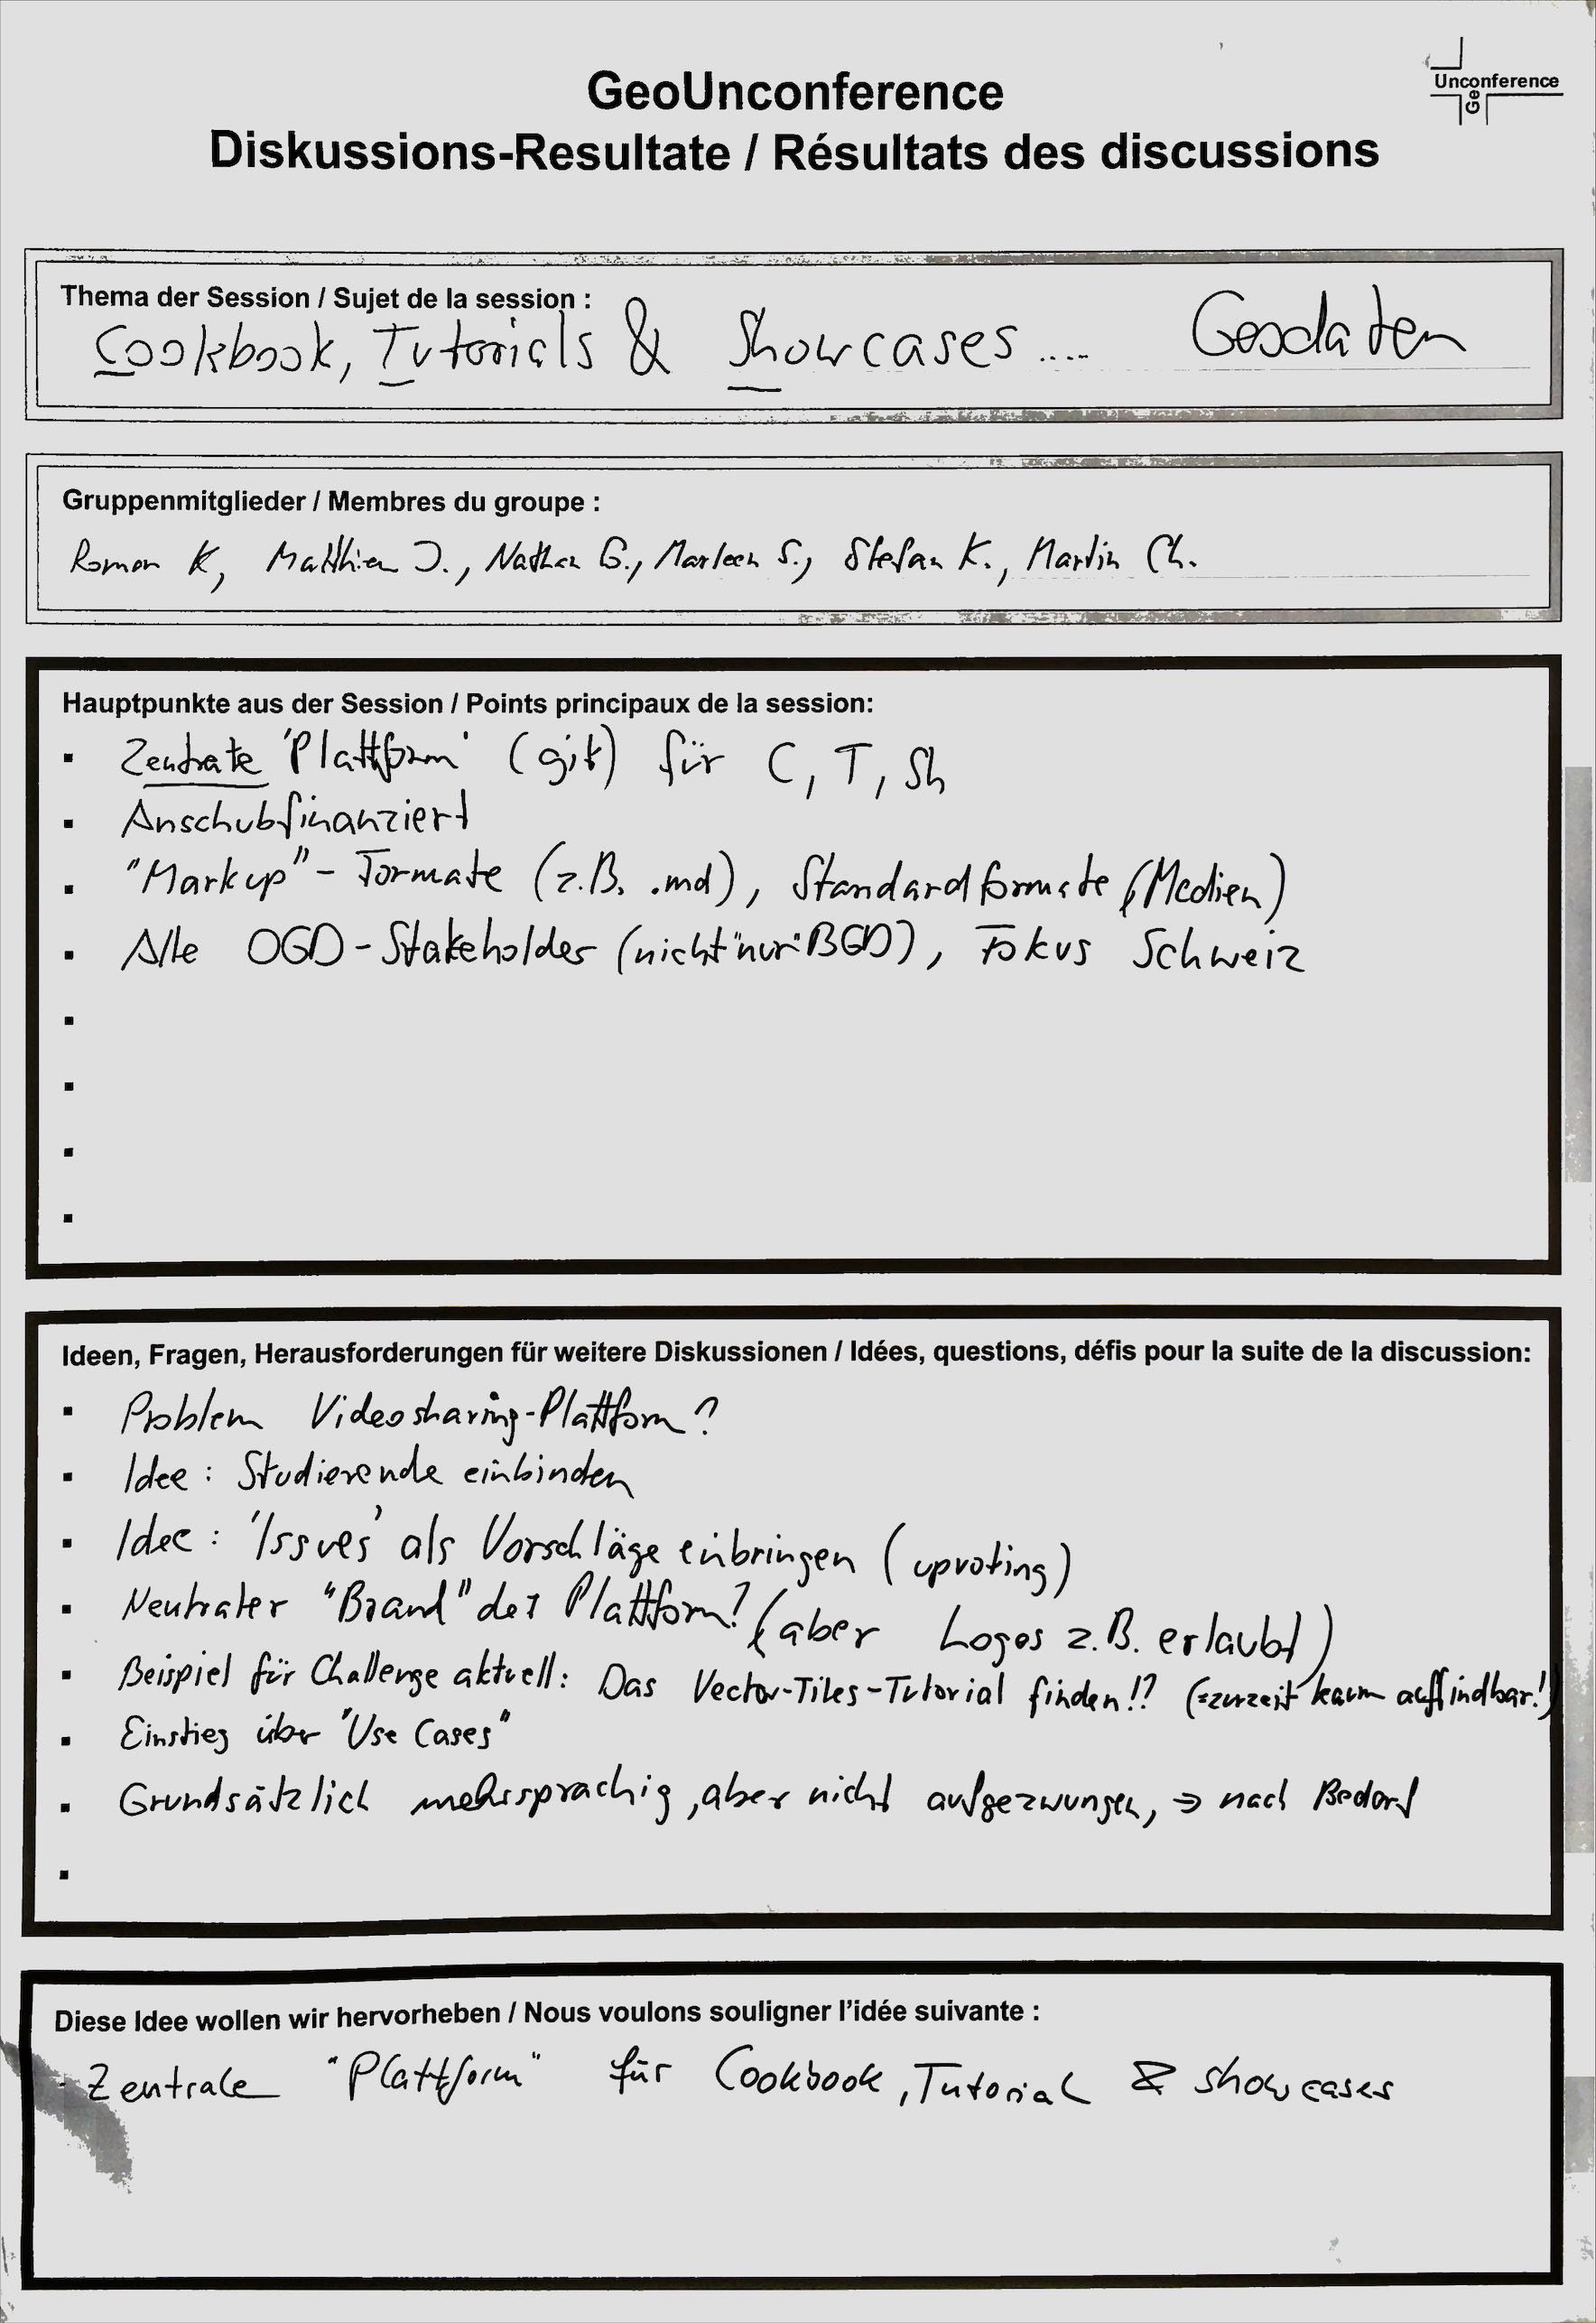 GeoUnconference
Unconference
Geo
Diskussions-Resultate / Résultats des discussions
Thema der Session / Sujet de la session :
Cookbook, Tutorials & Showcases .... Geodaten
Gruppenmitglieder / Membres du groupe :
Roman K, Matthieu J., Nathan G., Marleen S., Stefan K., Martin Ch.
Hauptpunkte aus der Session / Points principaux de la session:
▪ Zentrale 'Plattform' (git) für C, T, Sh
▪ Anschubfinanziert
▪ "Markup"-Formate (z.B. .md), Standardformate (Medien)
▪ Alle OGD-Stakeholder (nicht "nur" BGDI), Fokus Schweiz
▪
▪
▪
▪
Ideen, Fragen, Herausforderungen für weitere Diskussionen / Idées, questions, défis pour la suite de la discussion:
▪ Problem Videosharing-Plattform?
▪ Idee: Studierende einbinden
▪ Idee: 'Issues' als Vorschläge einbringen (upvoting)
▪ Neutraler "Brand" der Plattform! (aber Logos z.B. erlaubt)
▪ Beispiel für Challenge aktuell: Das Vector-Tiles-Tutorial finden!? (=zurzeit kaum auffindbar!)
▪ Einstieg über "Use Cases"
▪ Grundsätzlich mehrsprachig, aber nicht aufgezwungen, ⇒ nach Bedarf
▪
Diese Idee wollen wir hervorheben / Nous voulons souligner l'idée suivante :
- Zentrale "Plattform" für Cookbook, Tutorial & showcases